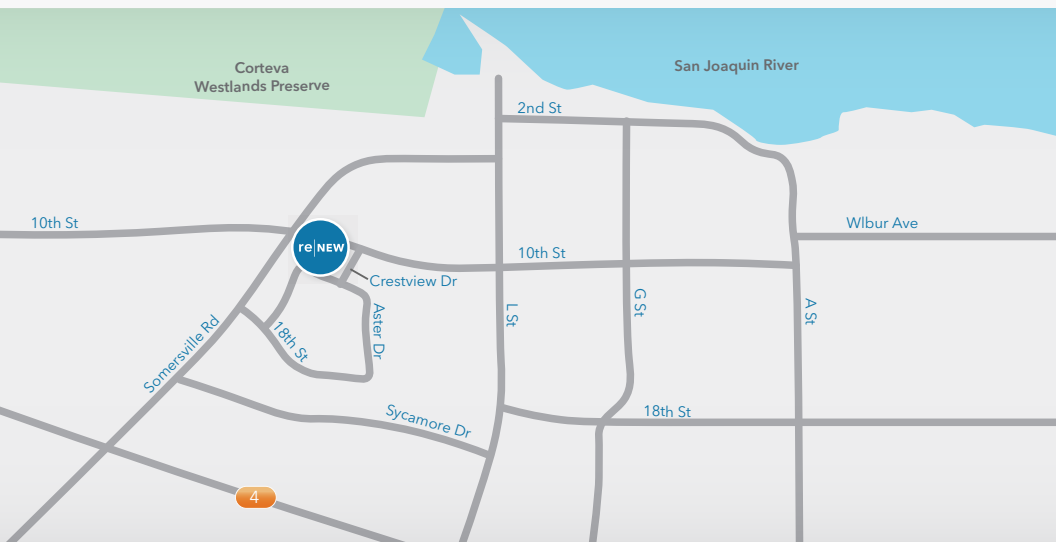 Corteva
Westlands Preserve
San Joaquin River
2nd St
10th St
Wlbur Ave
re|NEW
10th St
Crestview Dr
L St
G St
A St
Aster Dr
18th St
Somersville Rd
Sycamore Dr
18th St
4